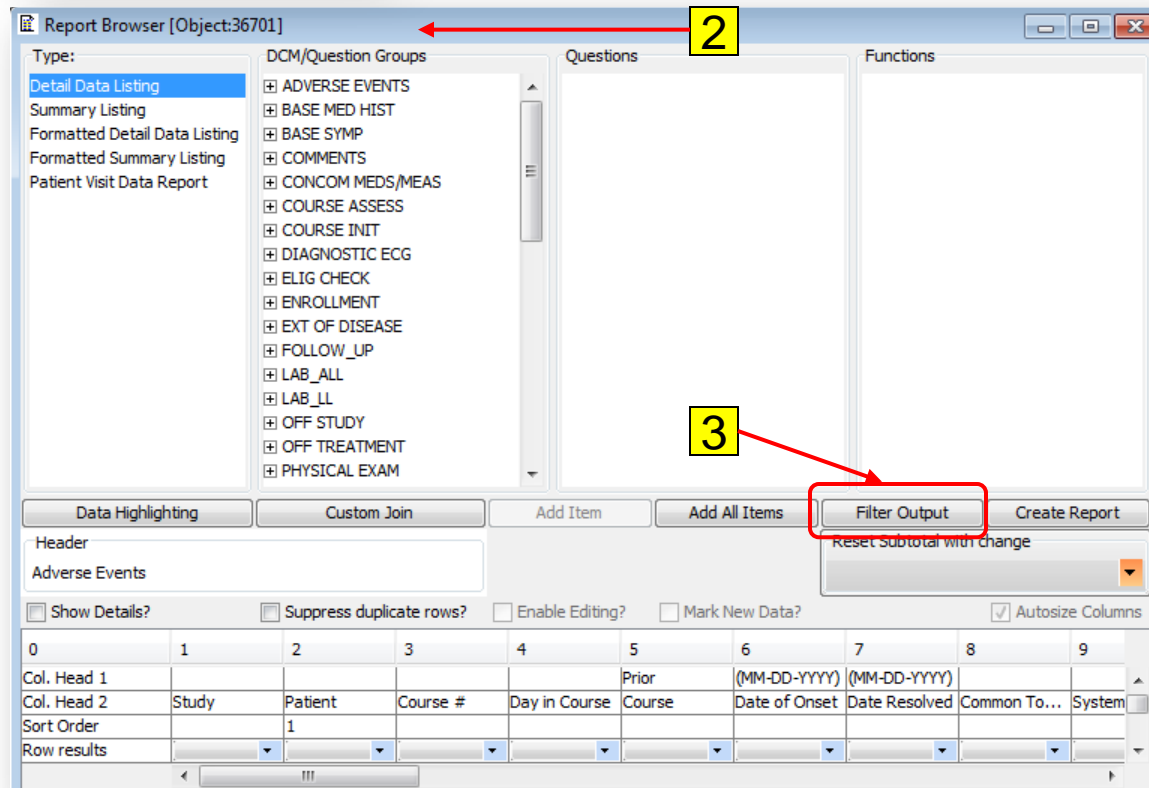 Report Browser [Object:36701]
2
Type:
DCM/Question Groups
Questions
Functions
Detail Data Listing
Summary Listing
Formatted Detail Data Listing
Formatted Summary Listing
Patient Visit Data Report
ADVERSE EVENTS
BASE MED HIST
BASE SYMP
COMMENTS
CONCOM MEDS/MEAS
COURSE ASSESS
COURSE INIT
DIAGNOSTIC ECG
ELIG CHECK
ENROLLMENT
EXT OF DISEASE
FOLLOW_UP
LAB_ALL
LAB_LL
OFF STUDY
OFF TREATMENT
PHYSICAL EXAM
3
Data Highlighting Custom Join Add Item Add All Items Filter Output Create Report
Header
Reset Subtotal with change
Adverse Events
Show Details? Suppress duplicate rows? Enable Editing? Mark New Data? Autosize Columns
0 1 2 3 4 5 6 7 8 9
Col. Head 1 Prior (MM-DD-YYYY) (MM-DD-YYYY)
Col. Head 2 Study Patient Course # Day in Course Course Date of Onset Date Resolved Common To... System
Sort Order 1
Row results